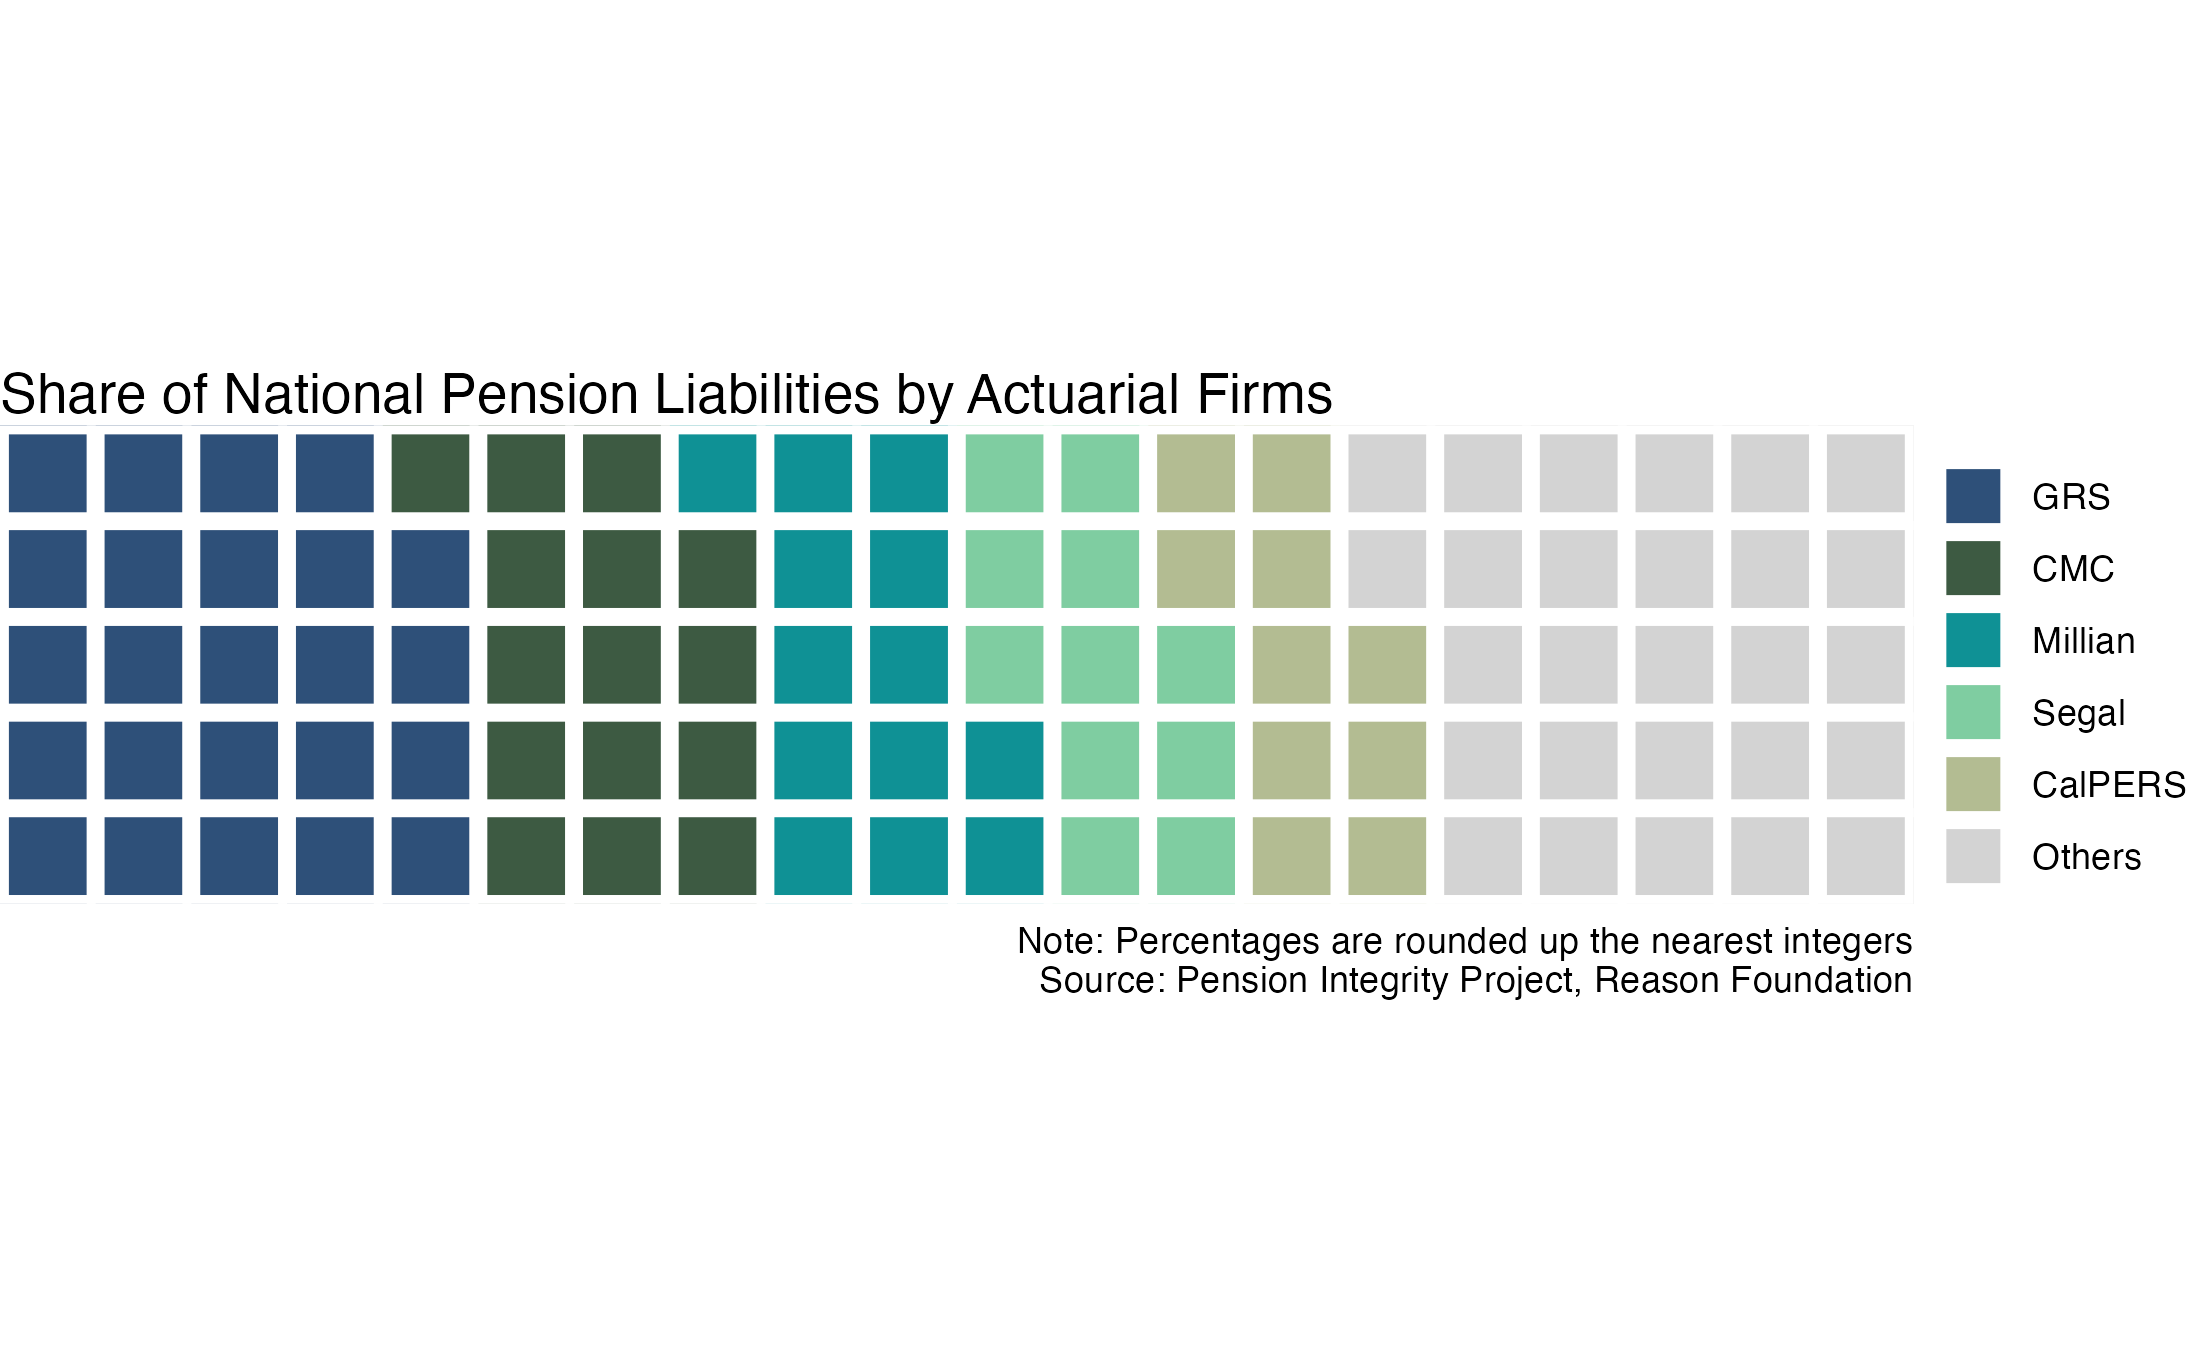 Share of National Pension Liabilities by Actuarial Firms
GRS
CMC
Millian
Segal
CalPERS
Others
Note: Percentages are rounded up the nearest integers
Source: Pension Integrity Project, Reason Foundation